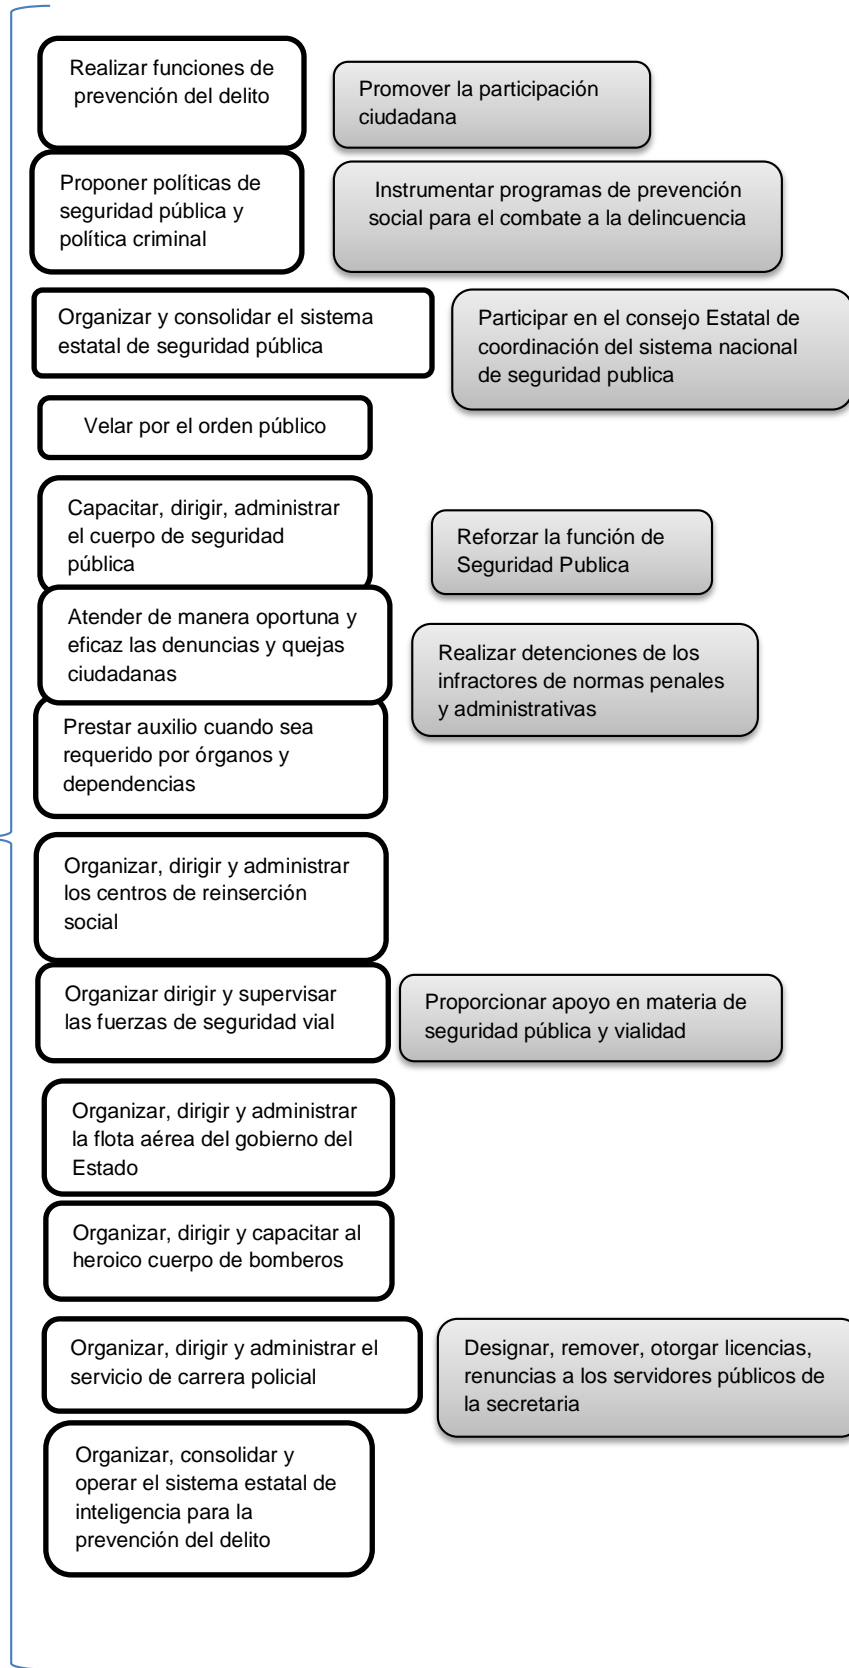 Realizar funciones de
prevención del delito
Promover la participación
ciudadana
Proponer políticas de
seguridad pública y
política criminal
Instrumentar programas de prevención
social para el combate a la delincuencia
Organizar y consolidar el sistema
estatal de seguridad pública
Participar en el consejo Estatal de
coordinación del sistema nacional
de seguridad publica
Velar por el orden público
Capacitar, dirigir, administrar
el cuerpo de seguridad
pública
Reforzar la función de
Seguridad Publica
Atender de manera oportuna y
eficaz las denuncias y quejas
ciudadanas
Realizar detenciones de los
infractores de normas penales
y administrativas
Prestar auxilio cuando sea
requerido por órganos y
dependencias
Organizar, dirigir y administrar
los centros de reinserción
social
Organizar dirigir y supervisar
las fuerzas de seguridad vial
Proporcionar apoyo en materia de
seguridad pública y vialidad
Organizar, dirigir y administrar
la flota aérea del gobierno del
Estado
Organizar, dirigir y capacitar al
heroico cuerpo de bomberos
Organizar, dirigir y administrar el
servicio de carrera policial
Designar, remover, otorgar licencias,
renuncias a los servidores públicos de
la secretaria
Organizar, consolidar y
operar el sistema estatal de
inteligencia para la
prevención del delito